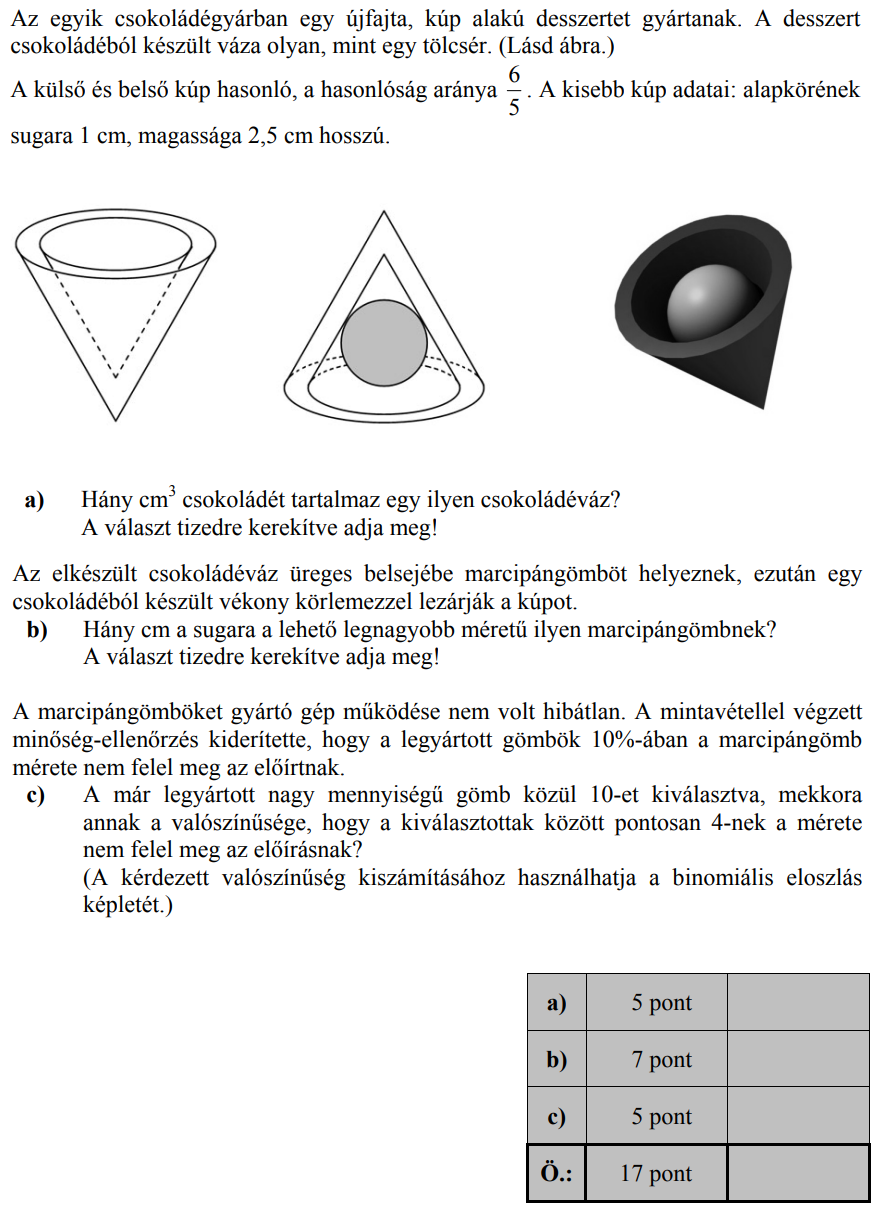 Az egyik csokoládégyárban egy újfajta, kúp alakú desszertet gyártanak. A desszert
csokoládéból készült váza olyan, mint egy tölcsér. (Lásd ábra.)
A külső és belső kúp hasonló, a hasonlóság aránya 6/5. A kisebb kúp adatai: alapkörének
sugara 1 cm, magassága 2,5 cm hosszú.
a) Hány cm³ csokoládét tartalmaz egy ilyen csokoládéváz?
A választ tizedre kerekítve adja meg!
Az elkészült csokoládéváz üreges belsejébe marcipángömböt helyeznek, ezután egy
csokoládéból készült vékony körlemezzel lezárják a kúpot.
b) Hány cm a sugara a lehető legnagyobb méretű ilyen marcipángömbnek?
A választ tizedre kerekítve adja meg!
A marcipángömböket gyártó gép működése nem volt hibátlan. A mintavétellel végzett
minőség-ellenőrzés kiderítette, hogy a legyártott gömbök 10%-ában a marcipángömb
mérete nem felel meg az előírtnak.
c) A már legyártott nagy mennyiségű gömb közül 10-et kiválasztva, mekkora
annak a valószínűsége, hogy a kiválasztottak között pontosan 4-nek a mérete
nem felel meg az előírásnak?
(A kérdezett valószínűség kiszámításához használhatja a binomiális eloszlás
képletét.)
a) 5 pont
b) 7 pont
c) 5 pont
Ö.: 17 pont